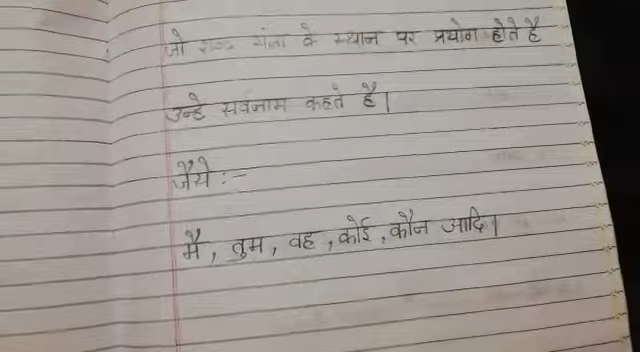 जो शब्द संज्ञा के स्थान पर प्रयोग होते है
उन्हे सर्वनाम कहते है।
जैसे :-
मै, तुम, वह, कोई, कौन आदि।